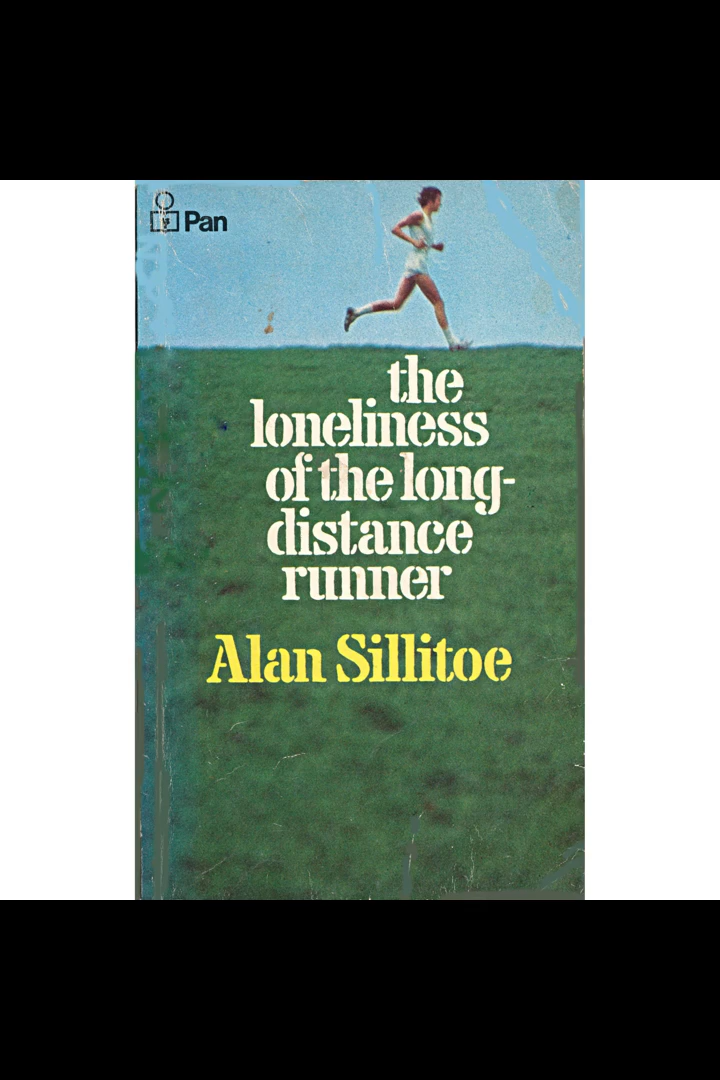 Pan
the
loneliness
of the long-
distance
runner
Alan Sillitoe